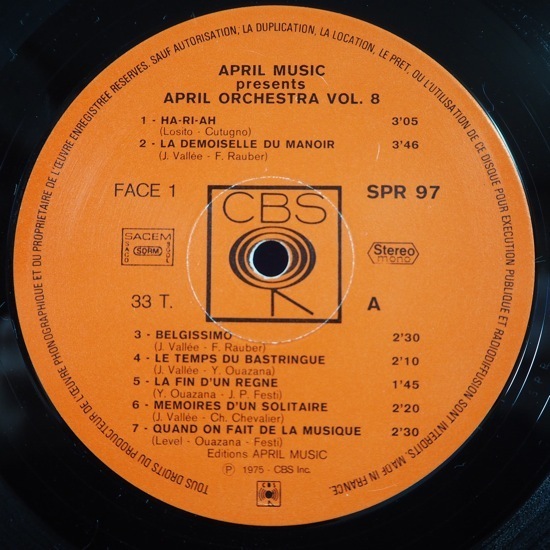 TOUS DROITS DU PRODUCTEUR DE L'ŒUVRE PHONOGRAPHIQUE ET DU PROPRIETAIRE DE L'ŒUVRE ENREGISTREE RESERVES. SAUF AUTORISATION, LA DUPLICATION, LA LOCATION, LE PRET, OU L'UTILISATION DE CE DISQUE POUR EXECUTION PUBLIQUE ET RADIODIFFUSION SONT INTERDITS. MADE IN FRANCE.
APRIL MUSIC
presents
APRIL ORCHESTRA VOL. 8
1 - HA-RI-AH 3'05
(Losito - Cutugno)
2 - LA DEMOISELLE DU MANOIR 3'46
(J. Vallée - F. Rauber)
FACE 1 CBS SPR 97
SACEM
SACD SDRM SGDL
Stereo
mono
33 T. A
3 - BELGISSIMO 2'30
(J. Vallée - F. Rauber)
4 - LE TEMPS DU BASTRINGUE 2'10
(J. Vallée - Y. Ouazana)
5 - LA FIN D'UN REGNE 1'45
(Y. Ouazana - J. P. Festi)
6 - MEMOIRES D'UN SOLITAIRE 2'20
(J. Vallée - Ch. Chevalier)
7 - QUAND ON FAIT DE LA MUSIQUE 2'30
(Level - Ouazana - Festi)
Editions APRIL MUSIC
Ⓟ 1975 - CBS Inc.
CBS